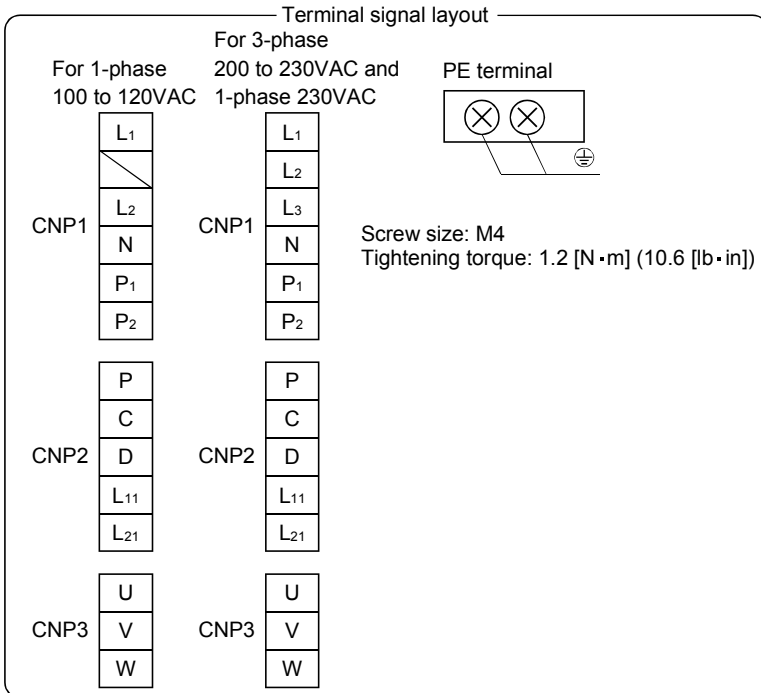 Terminal signal layout
For 1-phase
100 to 120VAC
For 3-phase
200 to 230VAC and
1-phase 230VAC
PE terminal
CNP1
L1
L2
N
P1
P2
CNP1
L1
L2
L3
N
P1
P2
Screw size: M4
Tightening torque: 1.2 [N▪m] (10.6 [lb▪in])
CNP2
P
C
D
L11
L21
CNP2
P
C
D
L11
L21
CNP3
U
V
W
CNP3
U
V
W